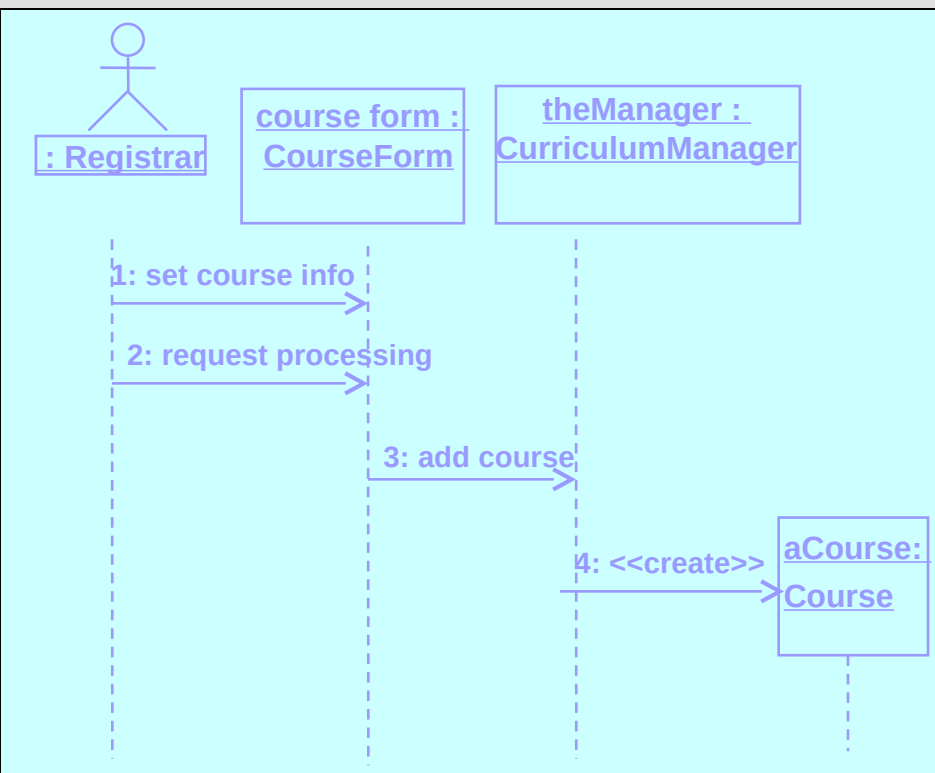 : Registrar
course form :
CourseForm
theManager :
CurriculumManager
1: set course info
2: request processing
3: add course
4: <<create>>
aCourse:
Course